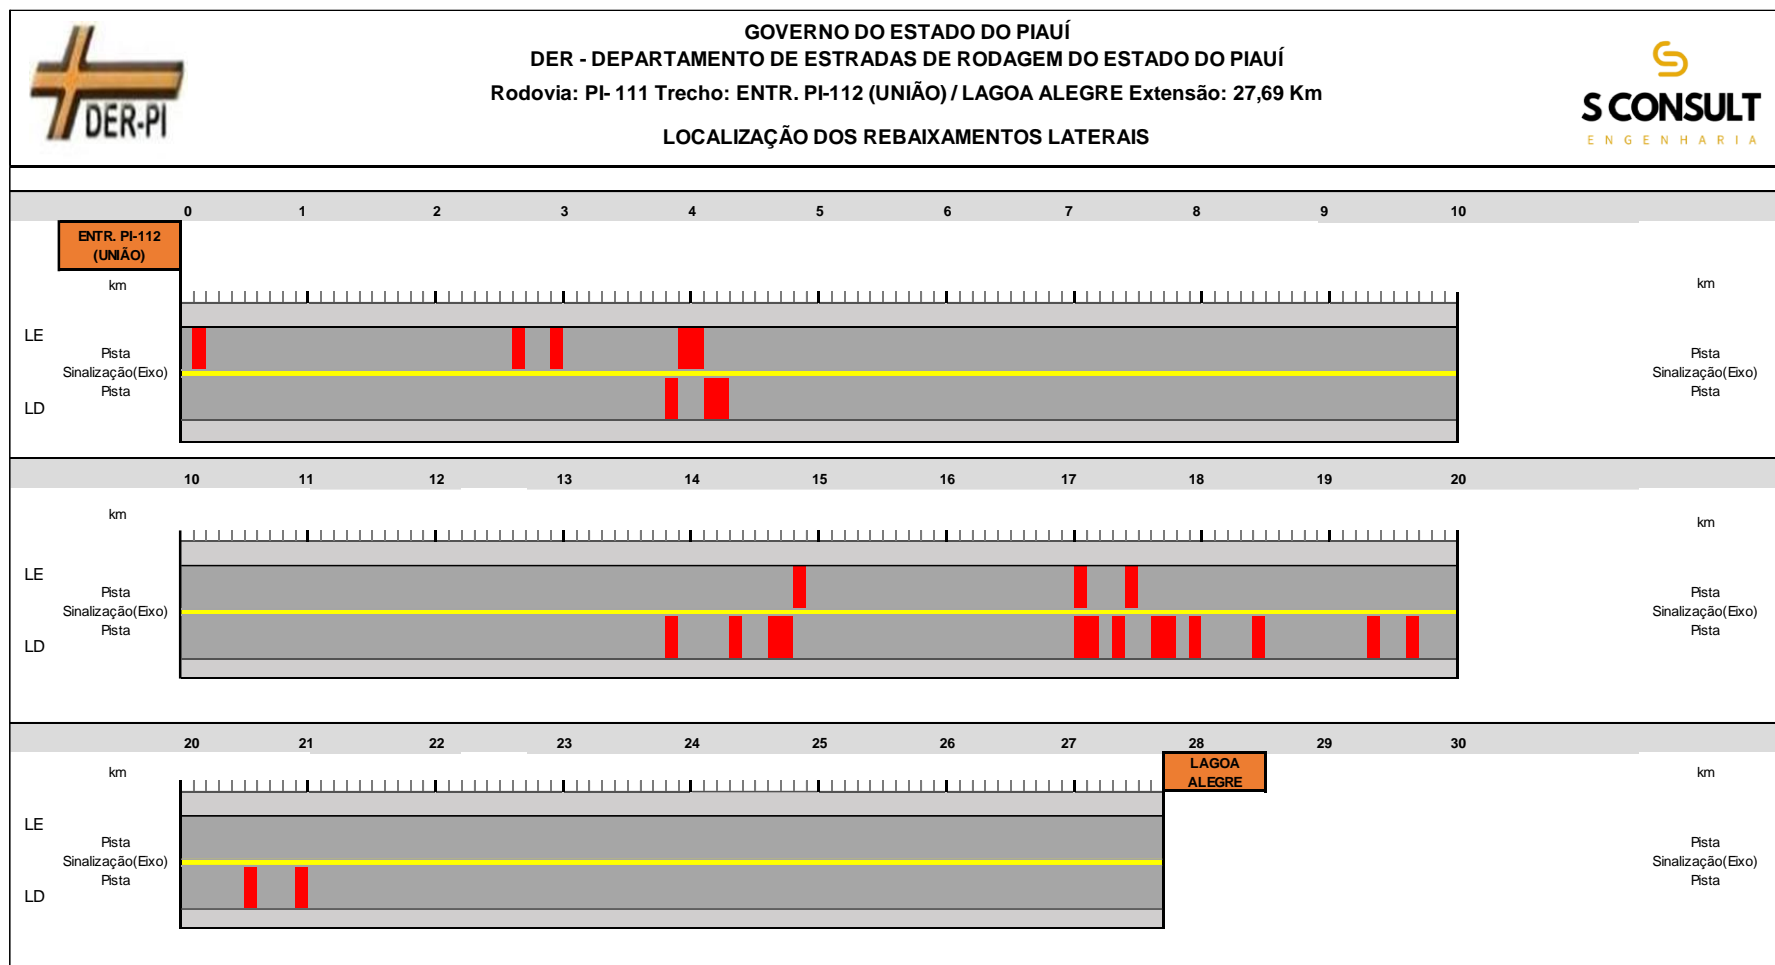 GOVERNO DO ESTADO DO PIAUÍ
DER - DEPARTAMENTO DE ESTRADAS DE RODAGEM DO ESTADO DO PIAUÍ
Rodovia: PI- 111 Trecho: ENTR. PI-112 (UNIÃO) / LAGOA ALEGRE Extensão: 27,69 Km
LOCALIZAÇÃO DOS REBAIXAMENTOS LATERAIS
DER-PI
S CONSULT
ENGENHARIA
0 1 2 3 4 5 6 7 8 9 10
ENTR. PI-112
(UNIÃO)
km km
LE
Pista Pista
Sinalização(Eixo) Sinalização(Eixo)
Pista Pista
LD
10 11 12 13 14 15 16 17 18 19 20
km km
LE
Pista Pista
Sinalização(Eixo) Sinalização(Eixo)
Pista Pista
LD
20 21 22 23 24 25 26 27 28 29 30
LAGOA
ALEGRE
km km
LE
Pista Pista
Sinalização(Eixo) Sinalização(Eixo)
Pista Pista
LD